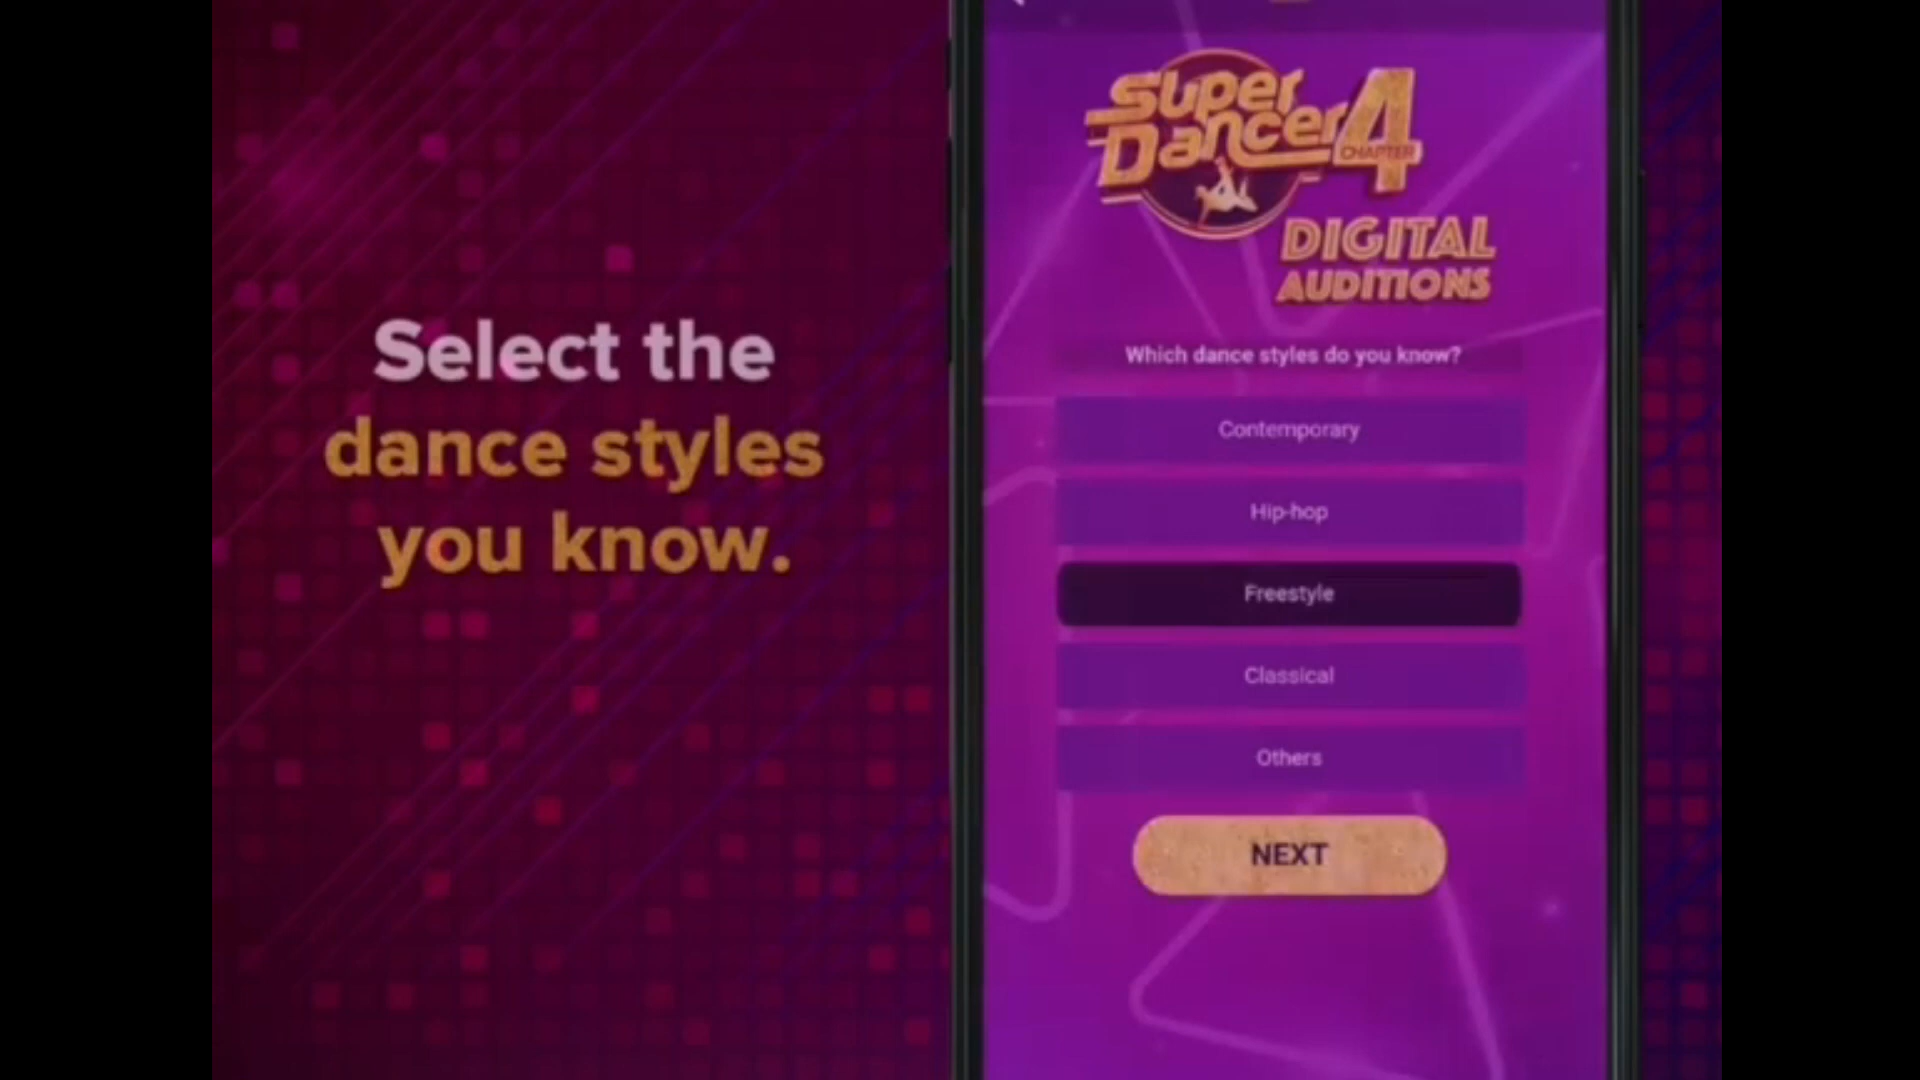 Select the
dance styles
you know.
Super
Dancer 4
CHAPTER
DIGITAL
AUDITIONS
Which dance styles do you know?
Contemporary
Hip-hop
Freestyle
Classical
Others
NEXT